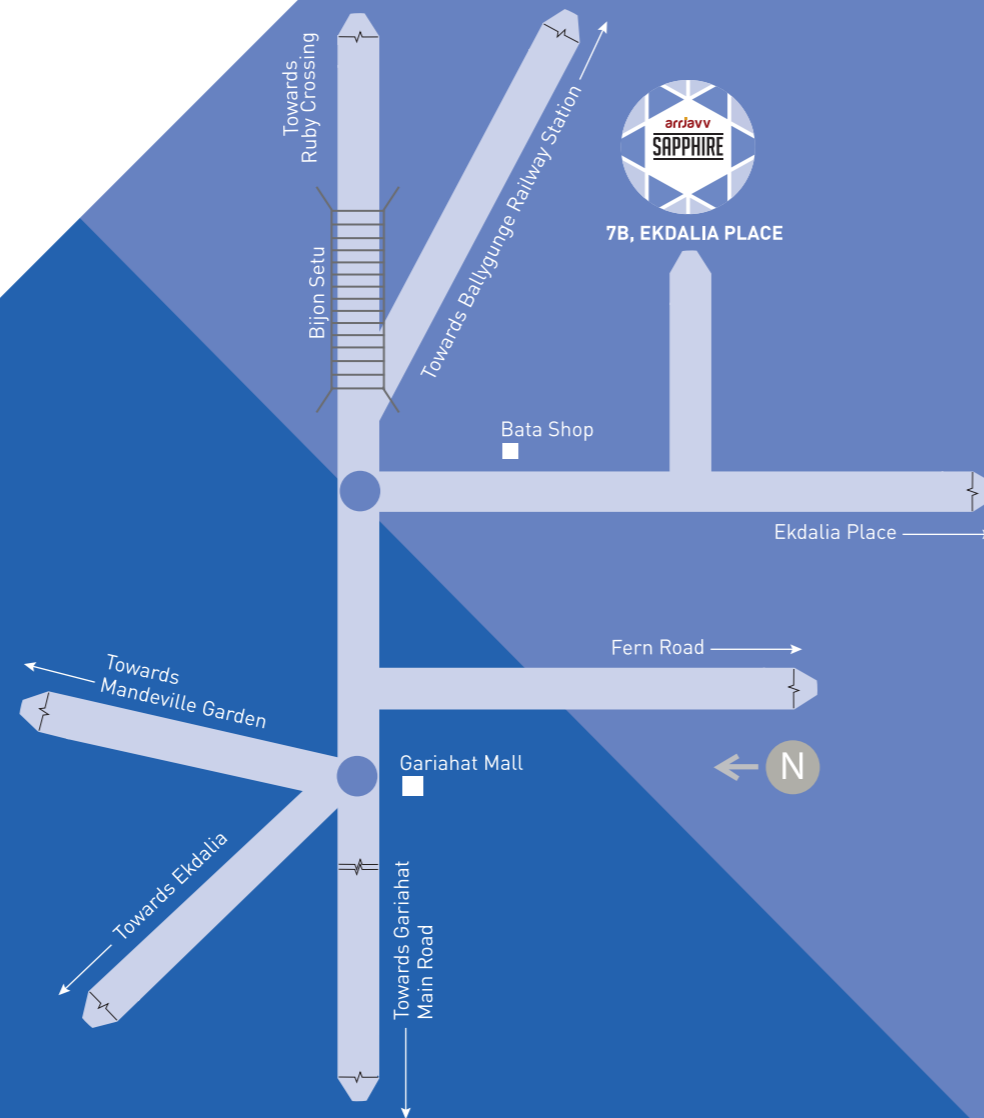 Towards
Ruby Crossing
Towards Ballygunge Railway Station
arrJavv
SAPPHIRE
7B, EKDALIA PLACE
Bijon Setu
Bata Shop
Ekdalia Place
Fern Road
Towards
Mandeville Garden
Gariahat Mall
N
Towards Ekdalia
Towards Gariahat
Main Road